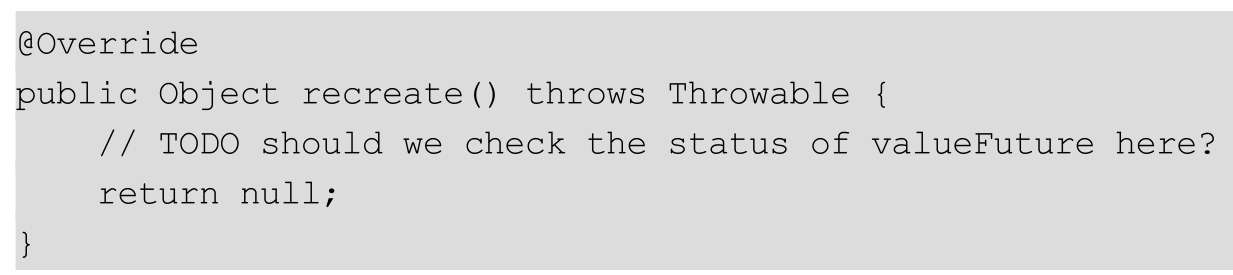 @Override
public Object recreate() throws Throwable {
    // TODO should we check the status of valueFuture here?
    return null;
}